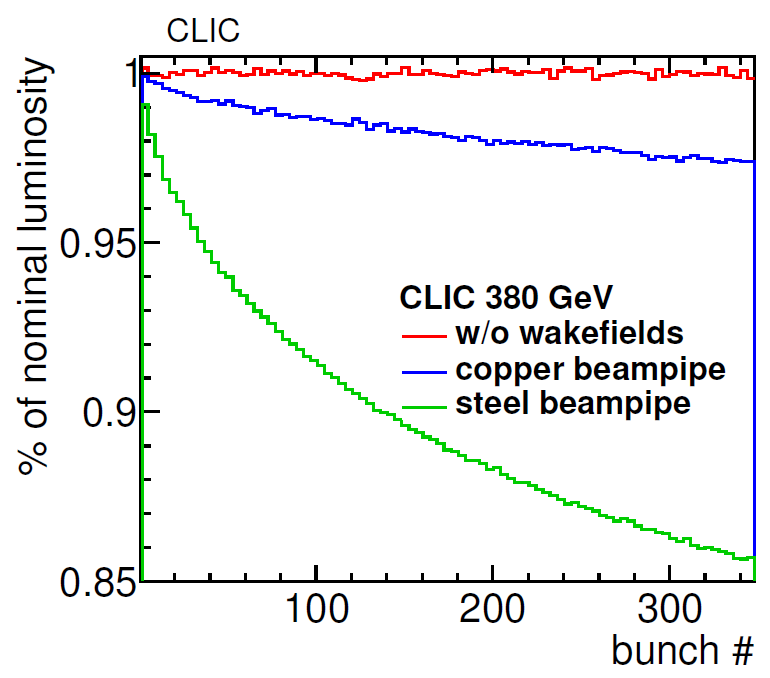 CLIC
% of nominal luminosity
1
0.95
0.9
0.85
CLIC 380 GeV
w/o wakefields
copper beampipe
steel beampipe
100 200 300
bunch #